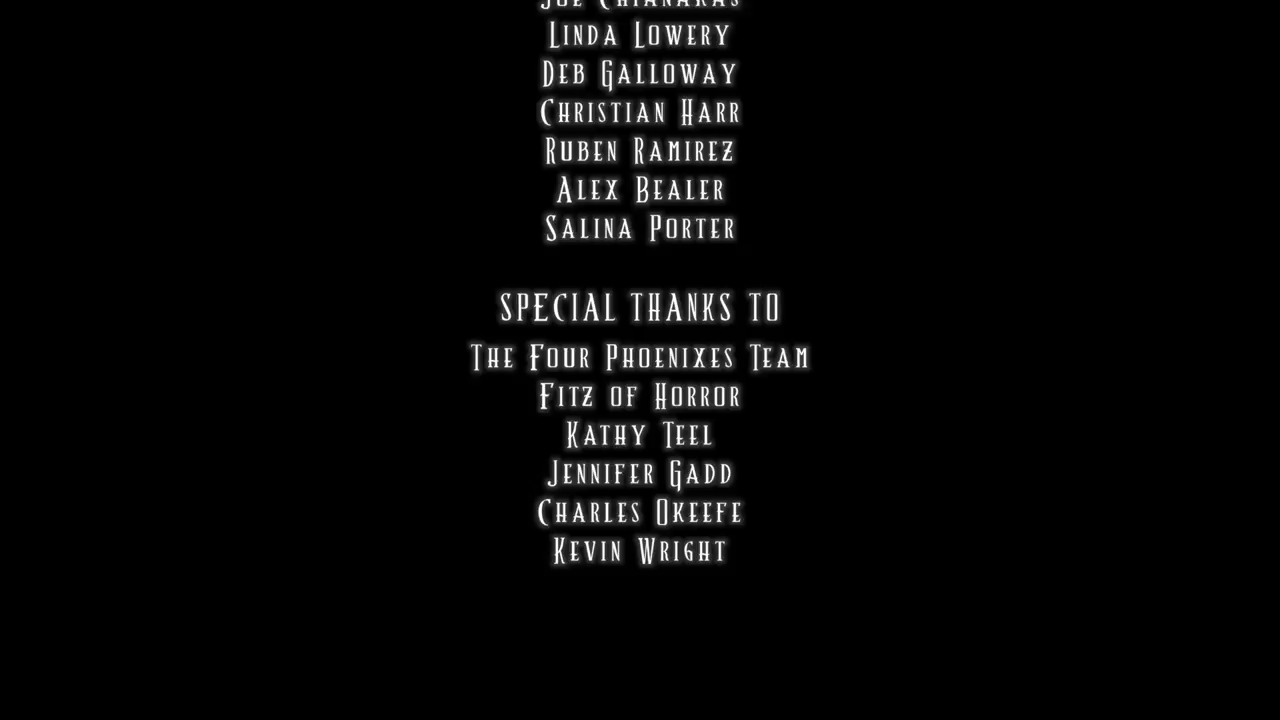 Linda Lowery
Deb Galloway
Christian Harr
Ruben Ramirez
Alex Bealer
Salina Porter
SPECIAL THANKS TO
The Four Phoenixes Team
Fitz of Horror
Kathy Teel
Jennifer Gadd
Charles Okeefe
Kevin Wright